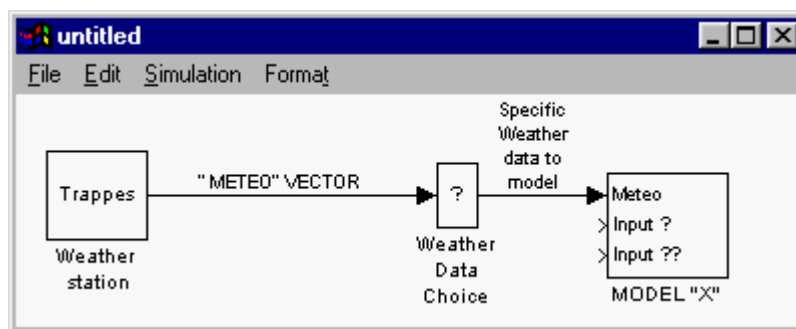 untitled
File Edit Simulation Format
Specific
Weather
data to
model
"METEO" VECTOR
Trappes
?
Meteo
Input ?
Input ??
Weather
station
Weather
Data
Choice
MODEL "X"